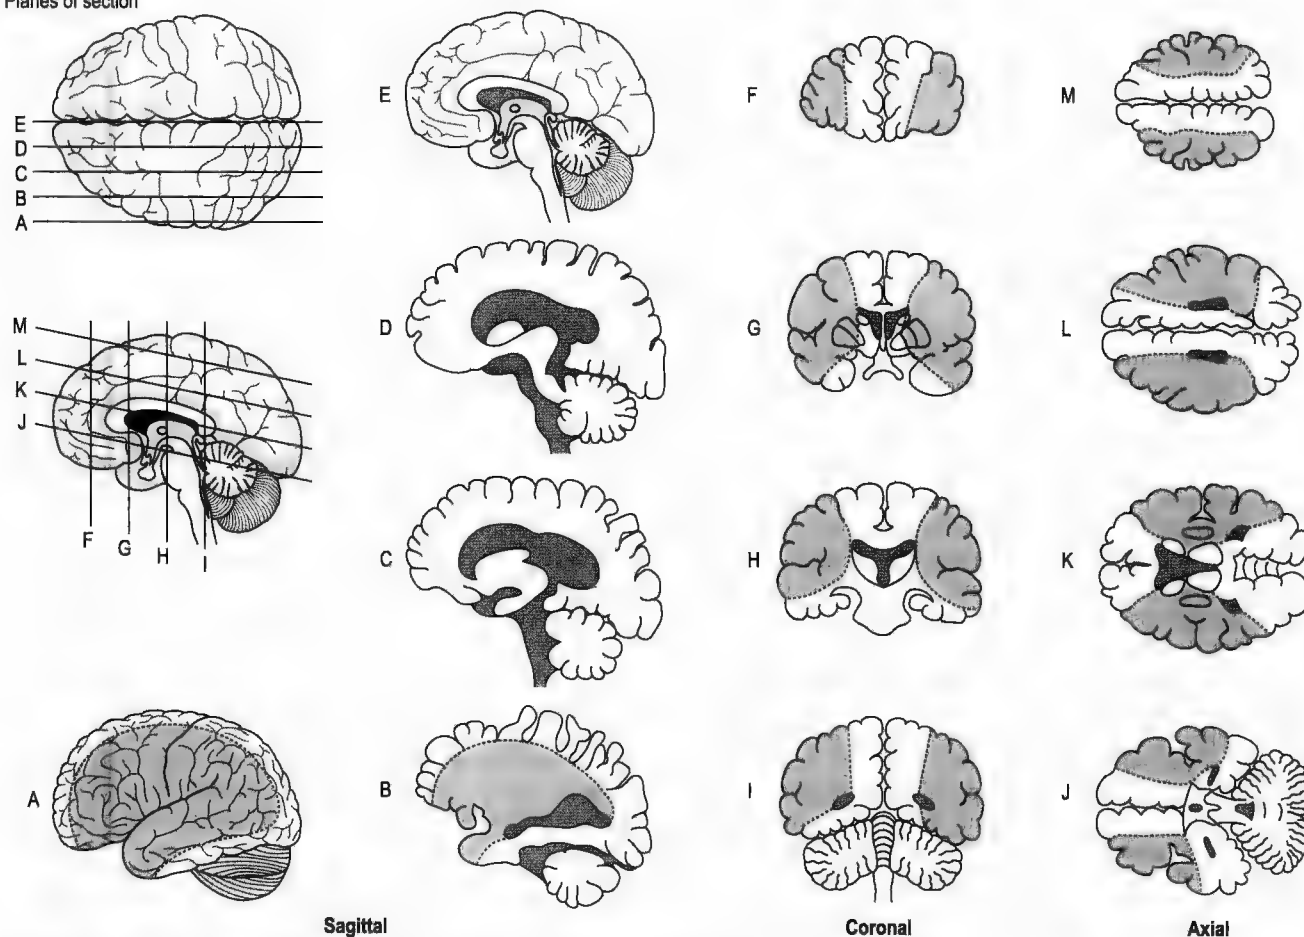 Planes of section
E
D
C
B
A
M
L
K
J
F G H I
A
E
D
C
B
F
G
H
I
M
L
K
J
Sagittal
Coronal
Axial